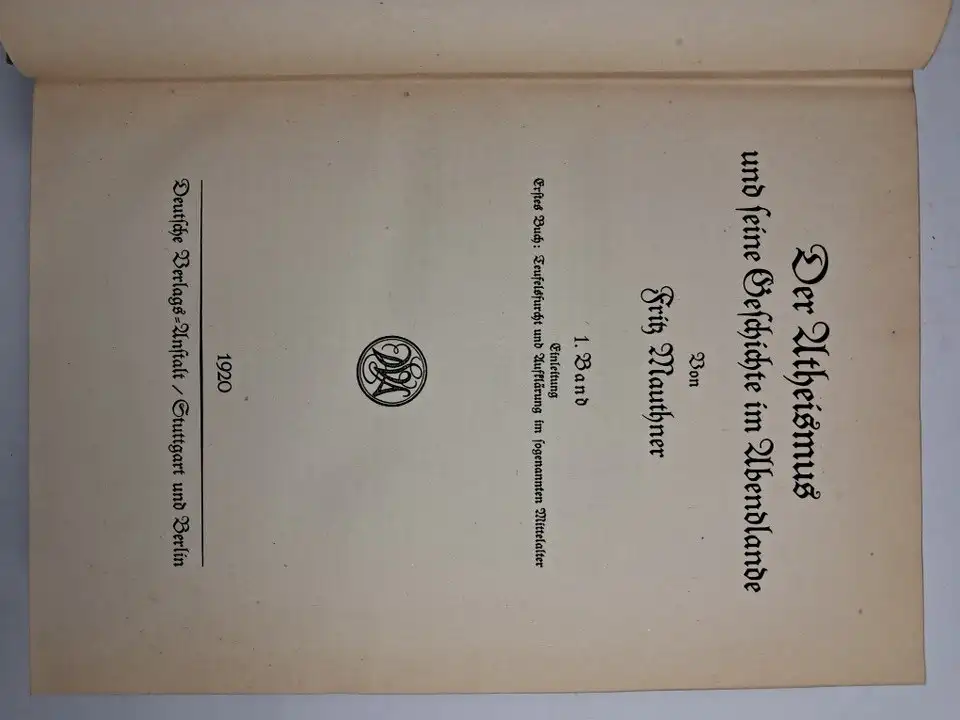 Der Atheismus
und seine Geschichte im Abendlande
Von
Fritz Mauthner
1. Band
Einleitung
Erstes Buch: Teufelsfurcht und Aufklärung im sogenannten Mittelalter
DVA
1920
Deutsche Verlags-Anstalt / Stuttgart und Berlin